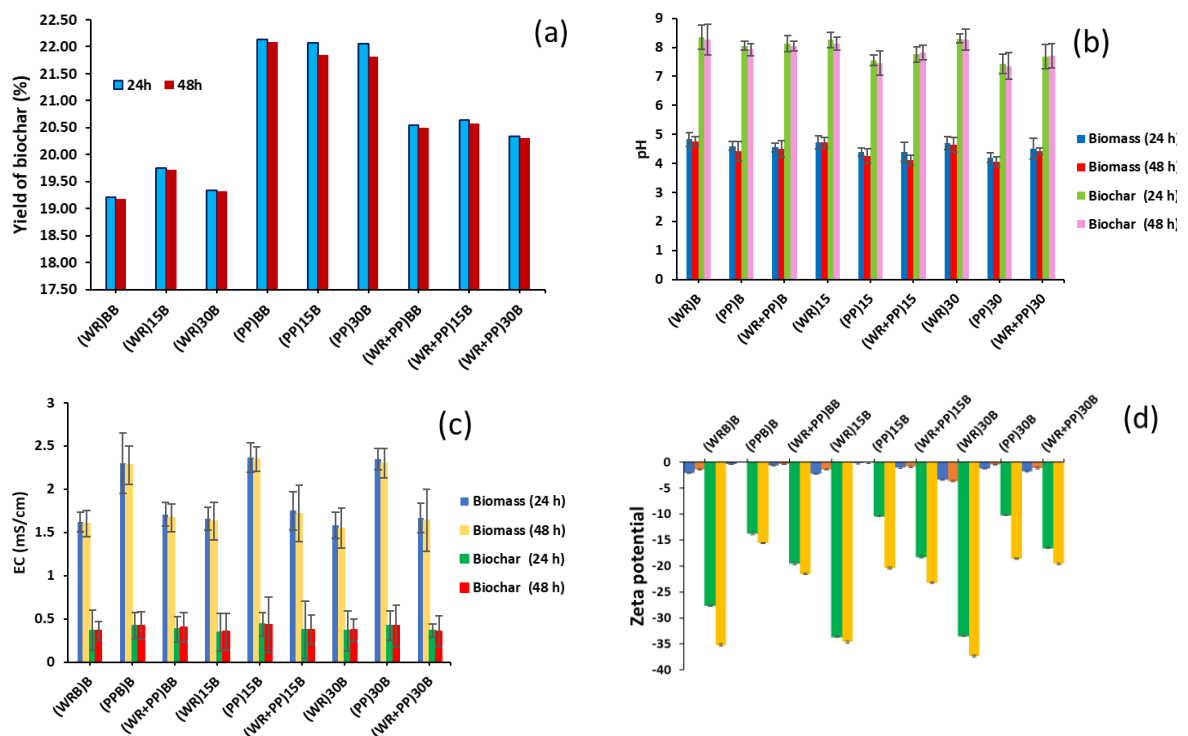 (a)
Yield of biochar (%)
22.50
22.00
21.50
21.00
20.50
20.00
19.50
19.00
18.50
18.00
17.50
24h
48h
(WR)BB
(WR)15B
(WR)30B
(PP)BB
(PP)15B
(PP)30B
(WR+PP)BB
(WR+PP)15B
(WR+PP)30B
(b)
pH
9
8
7
6
5
4
3
2
1
0
Biomass (24 h)
Biomass (48 h)
Biochar (24 h)
Biochar (48 h)
(WR)B
(PP)B
(WR+PP)B
(WR)15
(PP)15
(WR+PP)15
(WR)30
(PP)30
(WR+PP)30
(c)
EC (mS/cm)
3
2.5
2
1.5
1
0.5
0
Biomass (24 h)
Biomass (48 h)
Biochar (24 h)
Biochar (48 h)
(WRB)B
(PPB)B
(WR+PP)BB
(WR)15B
(PP)15B
(WR+PP)15B
(WR)30B
(PP)30B
(WR+PP)30B
(d)
(WRB)B
(PPB)B
(WR+PP)BB
(WR)15B
(PP)15B
(WR+PP)15B
(WR)30B
(PP)30B
(WR+PP)30B
Zeta potential
0
-5
-10
-15
-20
-25
-30
-35
-40